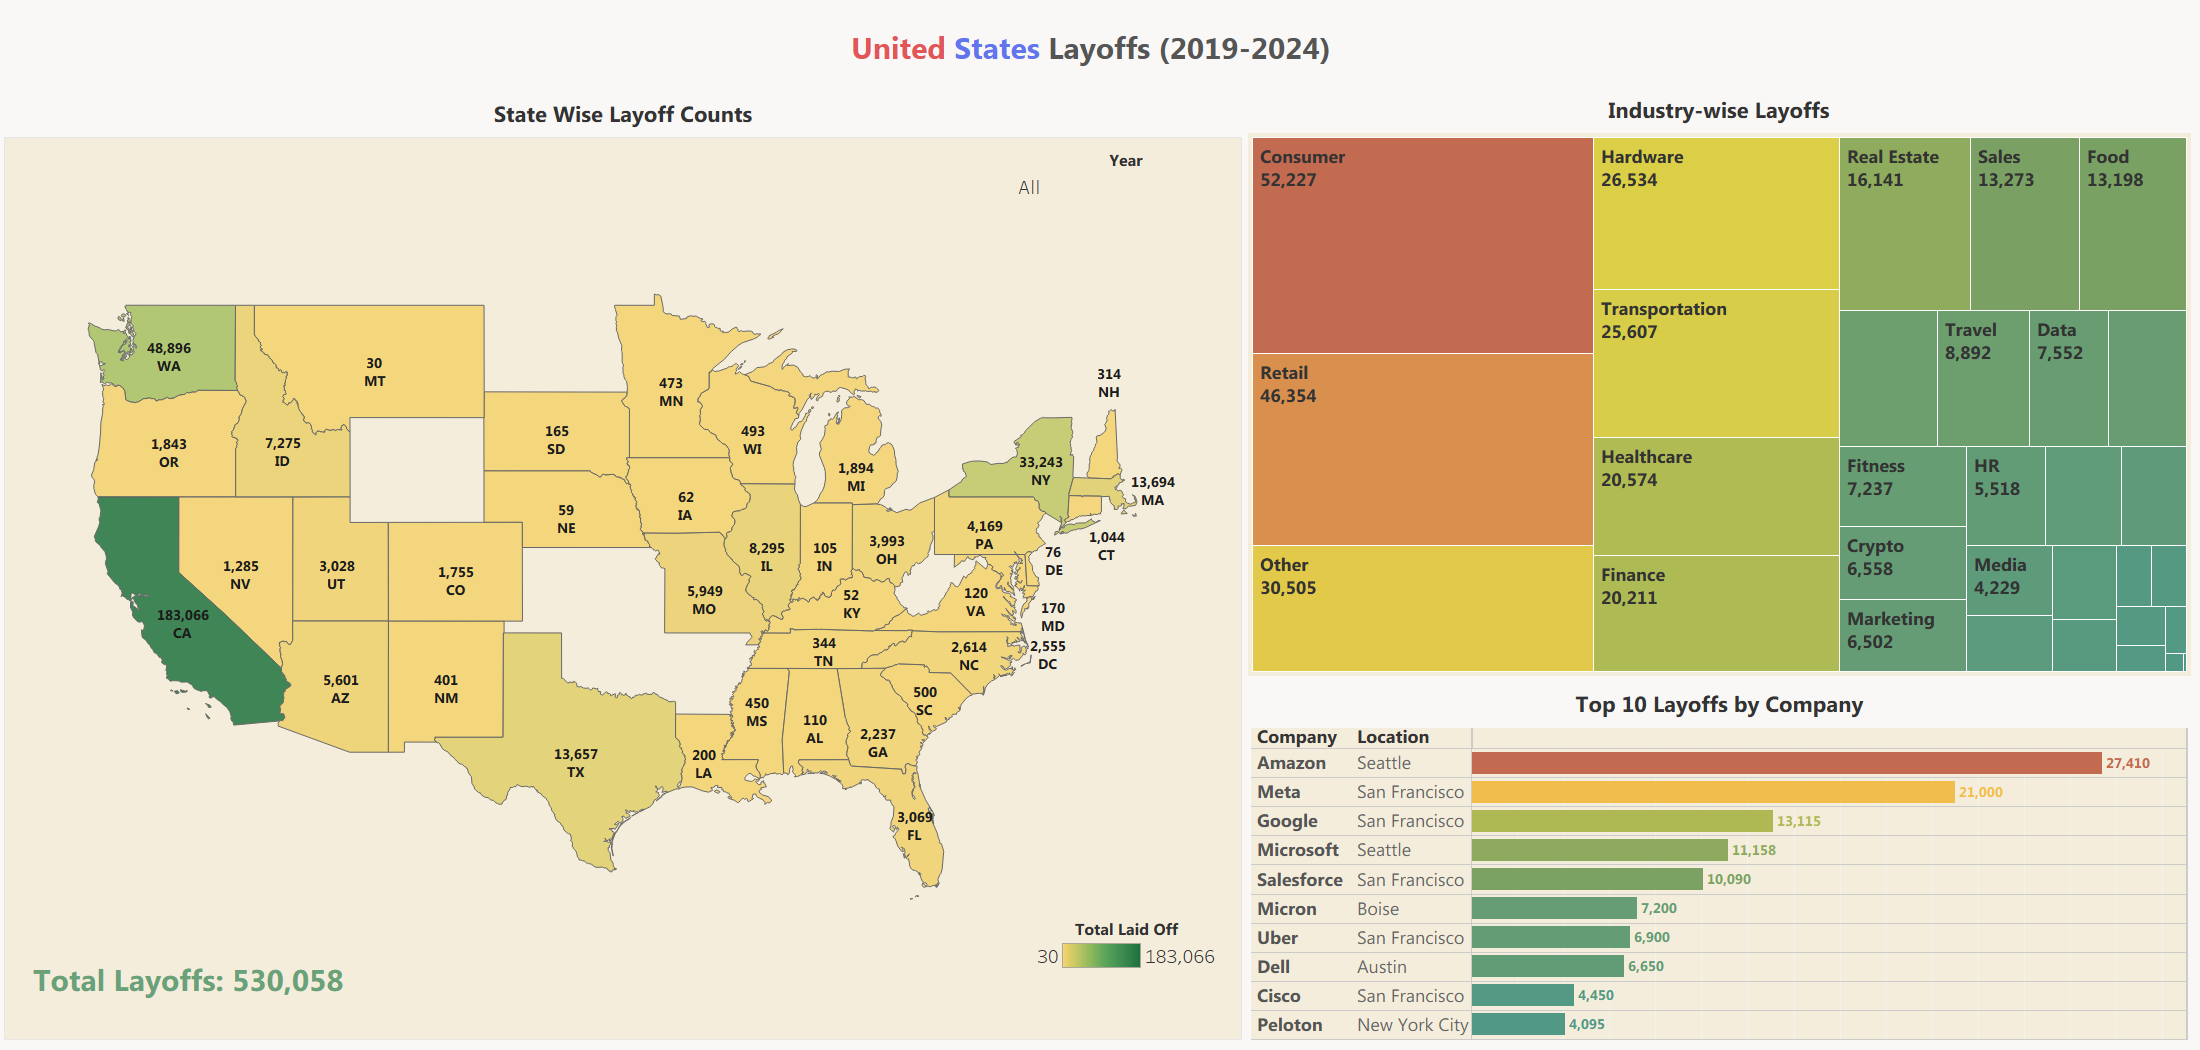 United States Layoffs (2019-2024)
State Wise Layoff Counts
Year
All
48,896
WA
30
MT
1,843
OR
7,275
ID
165
SD
473
MN
493
WI
1,894
MI
314
NH
33,243
NY
13,694
MA
1,044
CT
59
NE
62
IA
8,295
IL
105
IN
3,993
OH
4,169
PA
76
DE
170
MD
2,555
DC
183,066
CA
1,285
NV
3,028
UT
1,755
CO
5,949
MO
52
KY
120
VA
344
TN
2,614
NC
5,601
AZ
401
NM
500
SC
450
MS
110
AL
2,237
GA
13,657
TX
200
LA
3,069
FL
Total Laid Off
30 183,066
Total Layoffs: 530,058
Industry-wise Layoffs
Consumer
52,227
Retail
46,354
Other
30,505
Hardware
26,534
Transportation
25,607
Healthcare
20,574
Finance
20,211
Real Estate
16,141
Sales
13,273
Food
13,198
Travel
8,892
Data
7,552
Fitness
7,237
Crypto
6,558
Marketing
6,502
HR
5,518
Media
4,229
Top 10 Layoffs by Company
Company Location
Amazon Seattle 27,410
Meta San Francisco 21,000
Google San Francisco 13,115
Microsoft Seattle 11,158
Salesforce San Francisco 10,090
Micron Boise 7,200
Uber San Francisco 6,900
Dell Austin 6,650
Cisco San Francisco 4,450
Peloton New York City 4,095